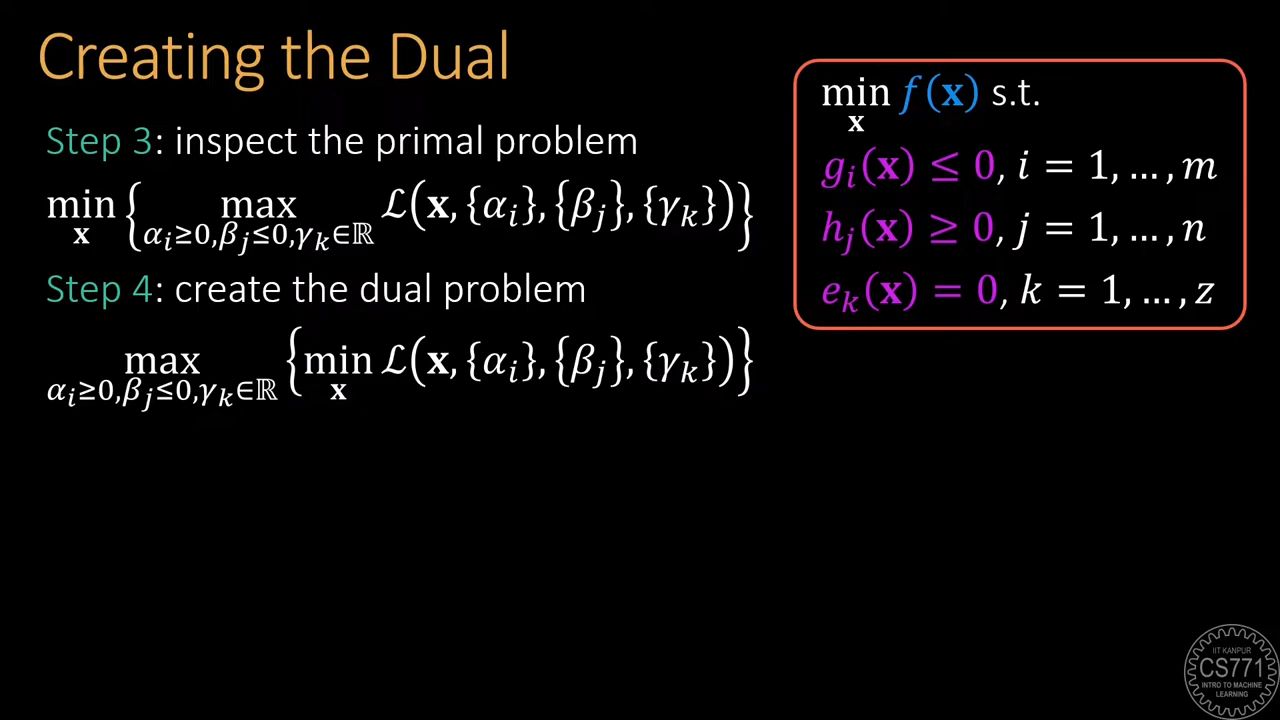 Creating the Dual
Step 3: inspect the primal problem
min_x { max_{α_i≥0,β_j≤0,γ_k∈ℝ} ℒ(𝐱, {α_i}, {β_j}, {γ_k}) }
Step 4: create the dual problem
max_{α_i≥0,β_j≤0,γ_k∈ℝ} { min_𝐱 ℒ(𝐱, {α_i}, {β_j}, {γ_k}) }
min_𝐱 f(𝐱) s.t.
g_i(𝐱) ≤ 0, i = 1, …, m
h_j(𝐱) ≥ 0, j = 1, …, n
e_k(𝐱) = 0, k = 1, …, z
IIT KANPUR
CS771
INTRO TO MACHINE
LEARNING